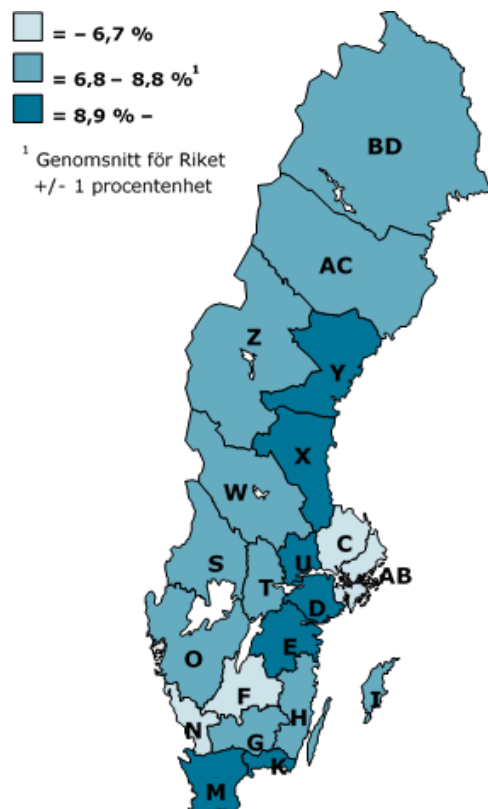 = – 6,7 %
= 6,8 – 8,8 %¹
= 8,9 % –
¹ Genomsnitt för Riket
+/- 1 procentenhet
BD
AC
Z
Y
X
W
C
U
S
AB
T
D
O
E
I
F
H
N
G
K
M